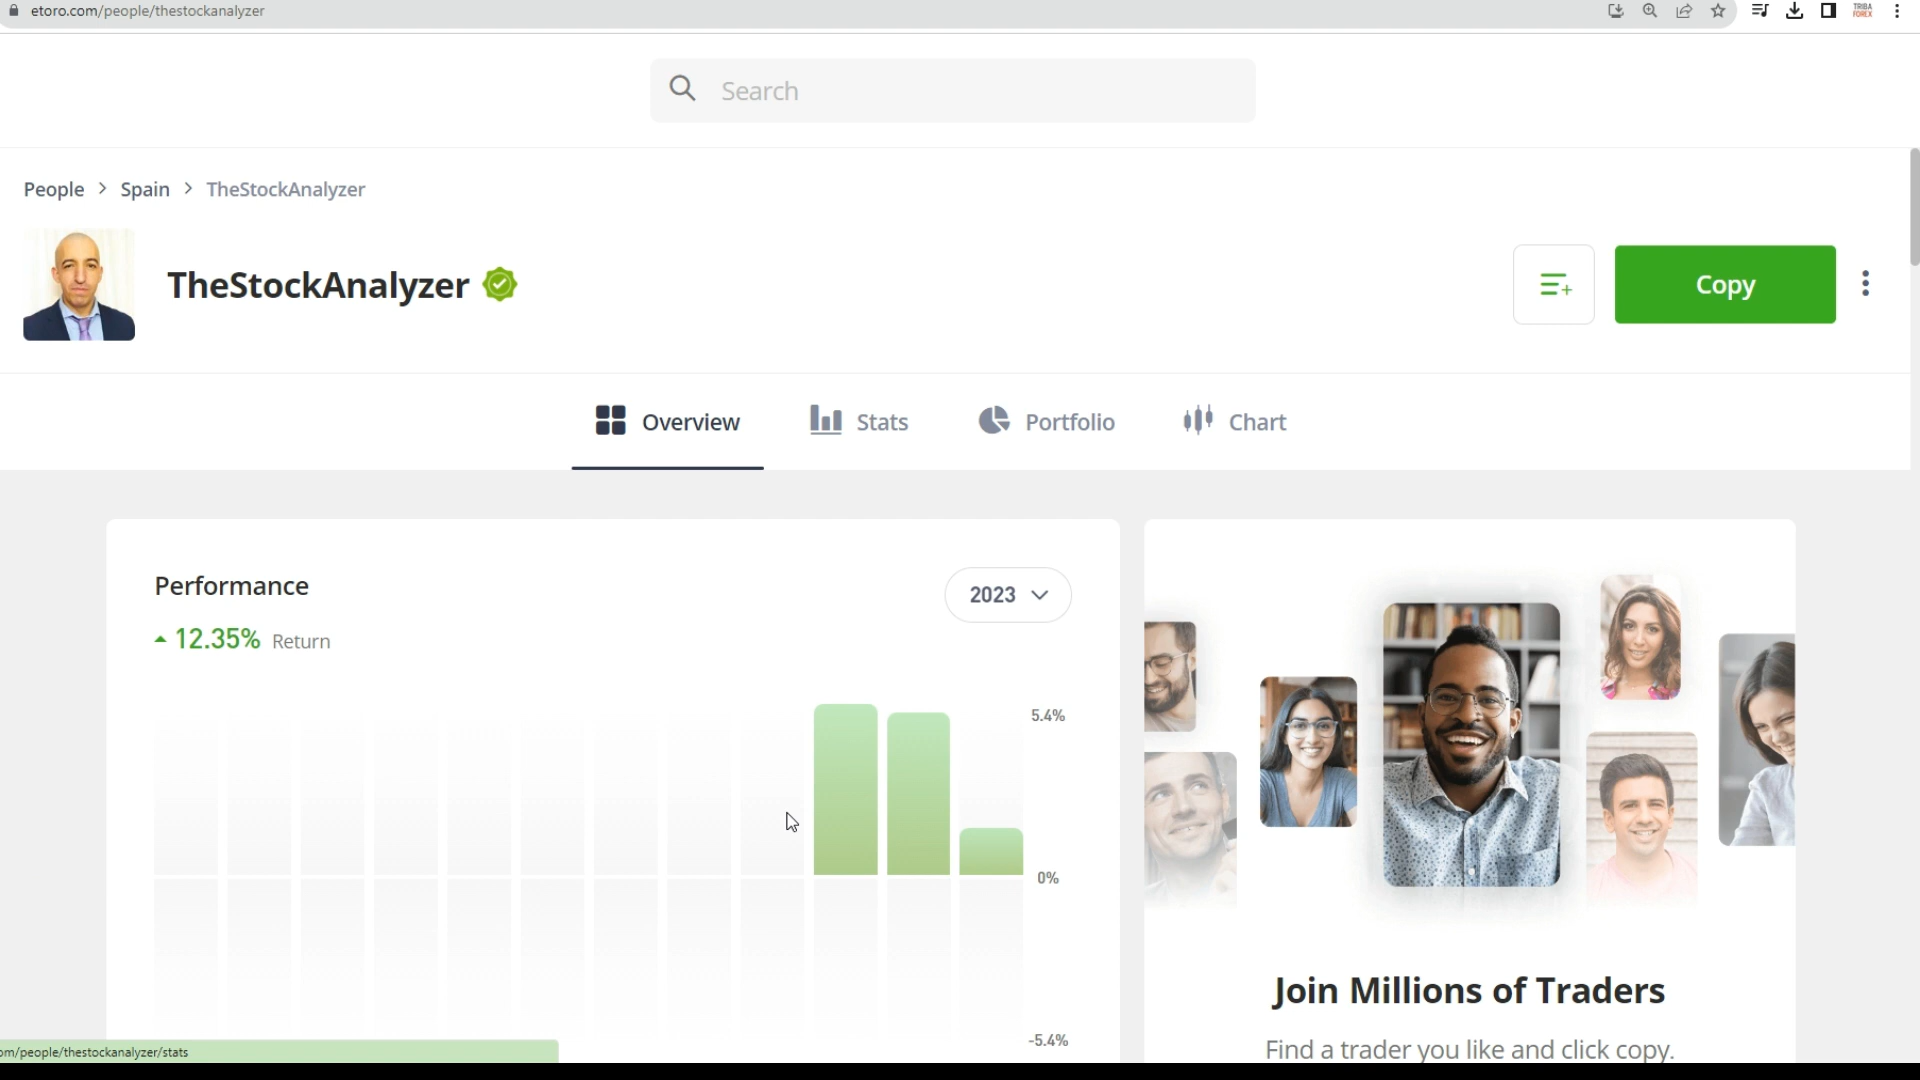 etoro.com/people/thestockanalyzer
TRIBA
FOREX
Search
People > Spain > TheStockAnalyzer
TheStockAnalyzer
Copy
Overview
Stats
Portfolio
Chart
Performance
2023
12.35% Return
5.4%
0%
-5.4%
Join Millions of Traders
Find a trader you like and click copy.
om/people/thestockanalyzer/stats